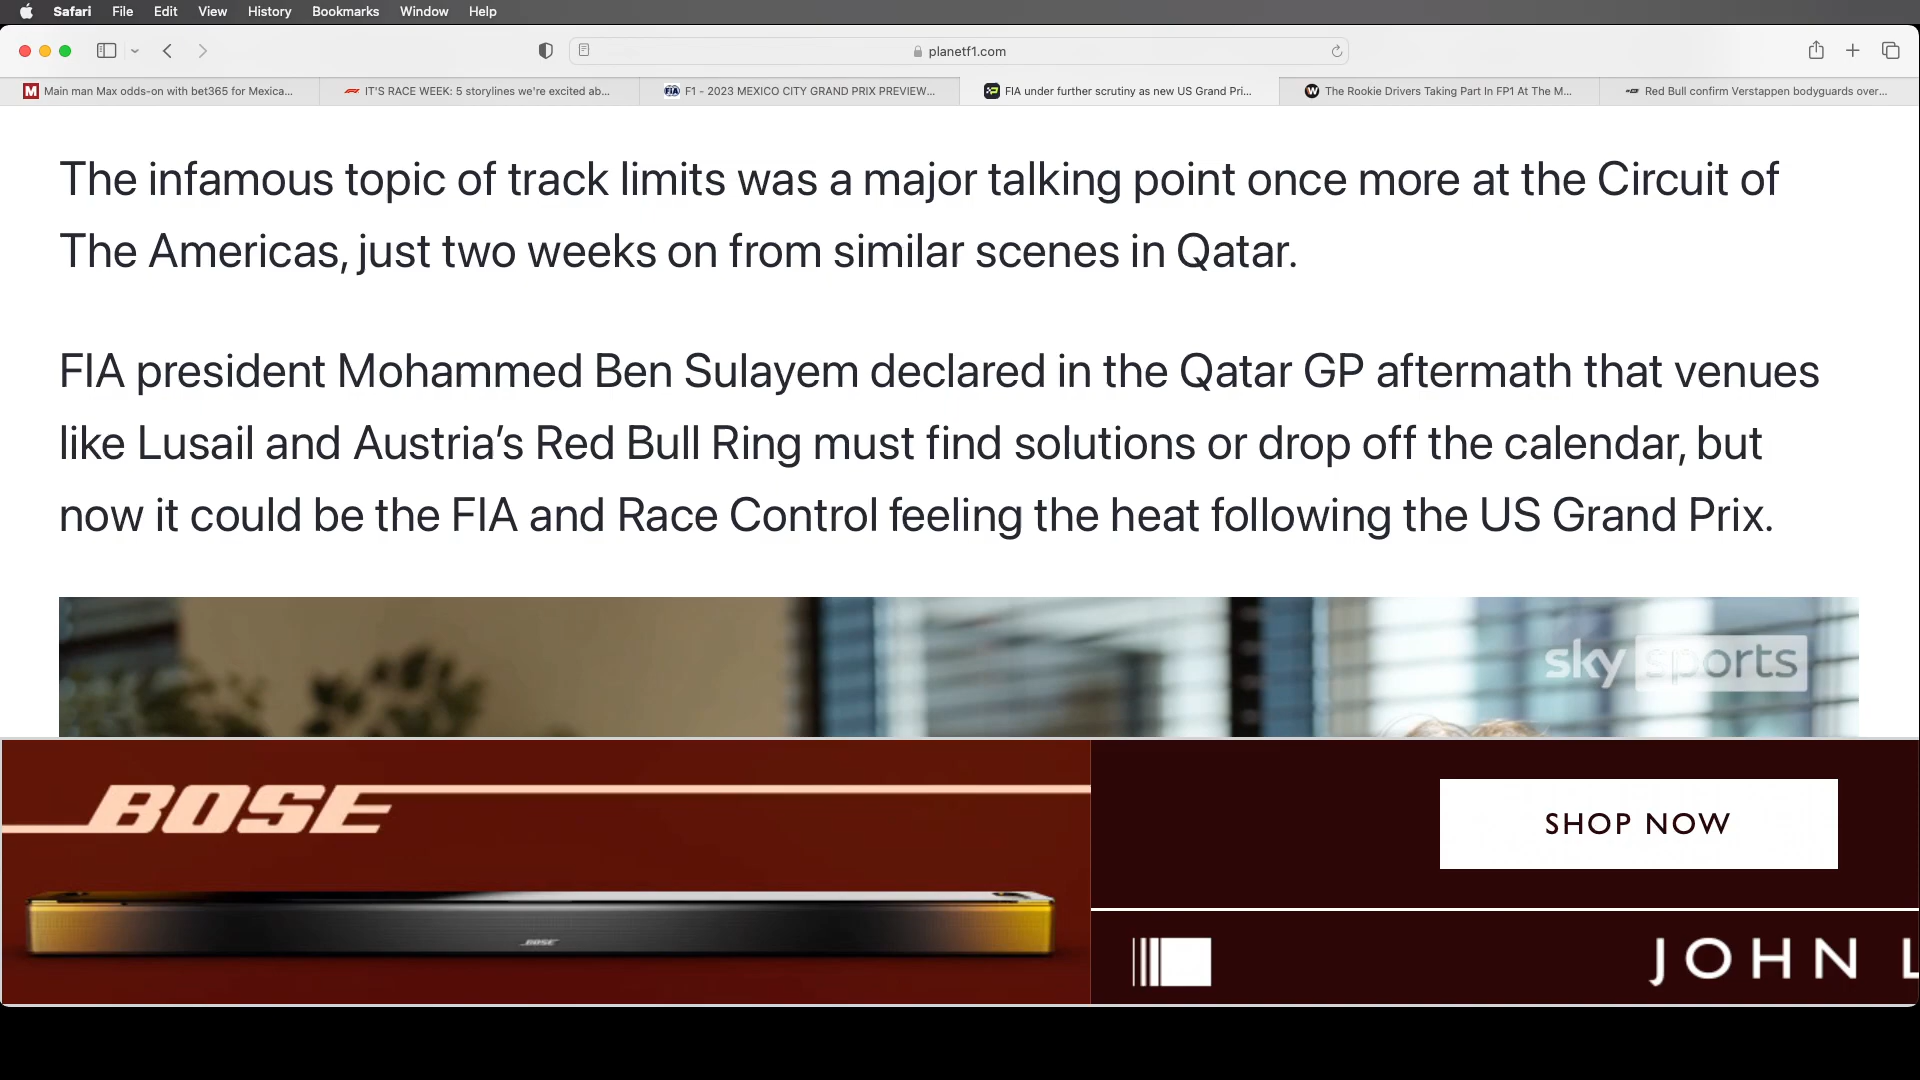 Safari File Edit View History Bookmarks Window Help
planetf1.com
Main man Max odds-on with bet365 for Mexica...
IT'S RACE WEEK: 5 storylines we're excited ab...
F1 - 2023 MEXICO CITY GRAND PRIX PREVIEW...
FIA under further scrutiny as new US Grand Pri...
The Rookie Drivers Taking Part In FP1 At The M...
Red Bull confirm Verstappen bodyguards over...
The infamous topic of track limits was a major talking point once more at the Circuit of
The Americas, just two weeks on from similar scenes in Qatar.
FIA president Mohammed Ben Sulayem declared in the Qatar GP aftermath that venues
like Lusail and Austria’s Red Bull Ring must find solutions or drop off the calendar, but
now it could be the FIA and Race Control feeling the heat following the US Grand Prix.
sky sports
BOSE
BOSE
SHOP NOW
JOHN L